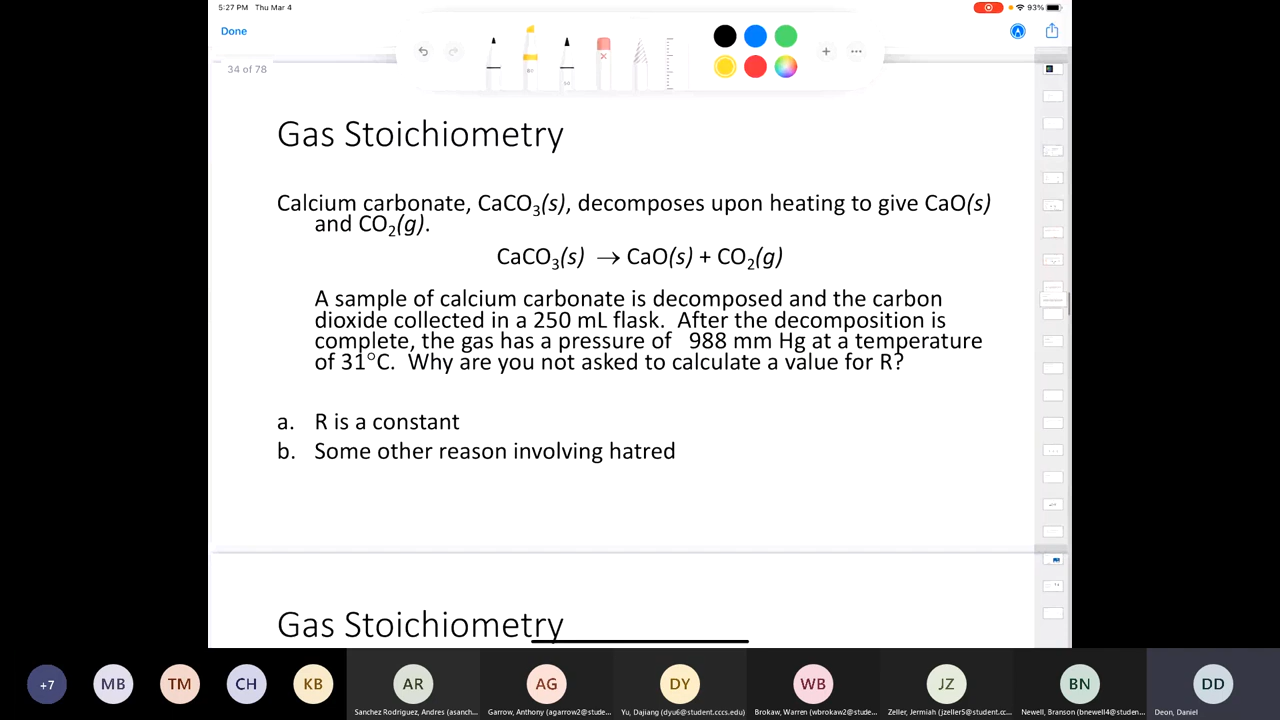 5:27 PM Thu Mar 4
93%
Done
34 of 78
Gas Stoichiometry
Calcium carbonate, CaCO3(s), decomposes upon heating to give CaO(s)
and CO2(g).
CaCO3(s) → CaO(s) + CO2(g)
A sample of calcium carbonate is decomposed and the carbon
dioxide collected in a 250 mL flask. After the decomposition is
complete, the gas has a pressure of 988 mm Hg at a temperature
of 31°C. Why are you not asked to calculate a value for R?
a. R is a constant
b. Some other reason involving hatred
Gas Stoichiometry
+7 MB TM CH KB AR AG DY WB JZ BN DD
Sanchez Rodriguez, Andres (asanch... Garrow, Anthony (agarrow2@stude... Yu, Dajiang (dyu6@student.cccs.edu) Brokaw, Warren (wbrokaw2@stude... Zeller, Jermiah (jzeller5@student.cc... Newell, Branson (bnewell4@studen... Deon, Daniel